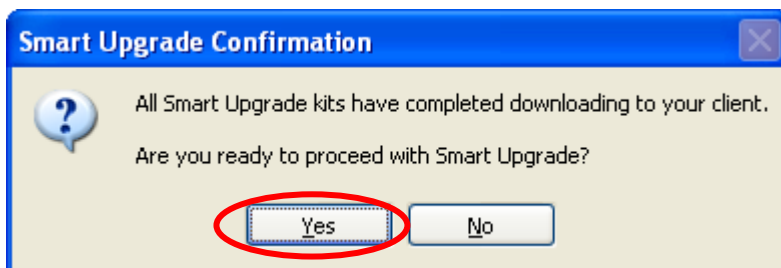 Smart Upgrade Confirmation
All Smart Upgrade kits have completed downloading to your client.
Are you ready to proceed with Smart Upgrade?
Yes No